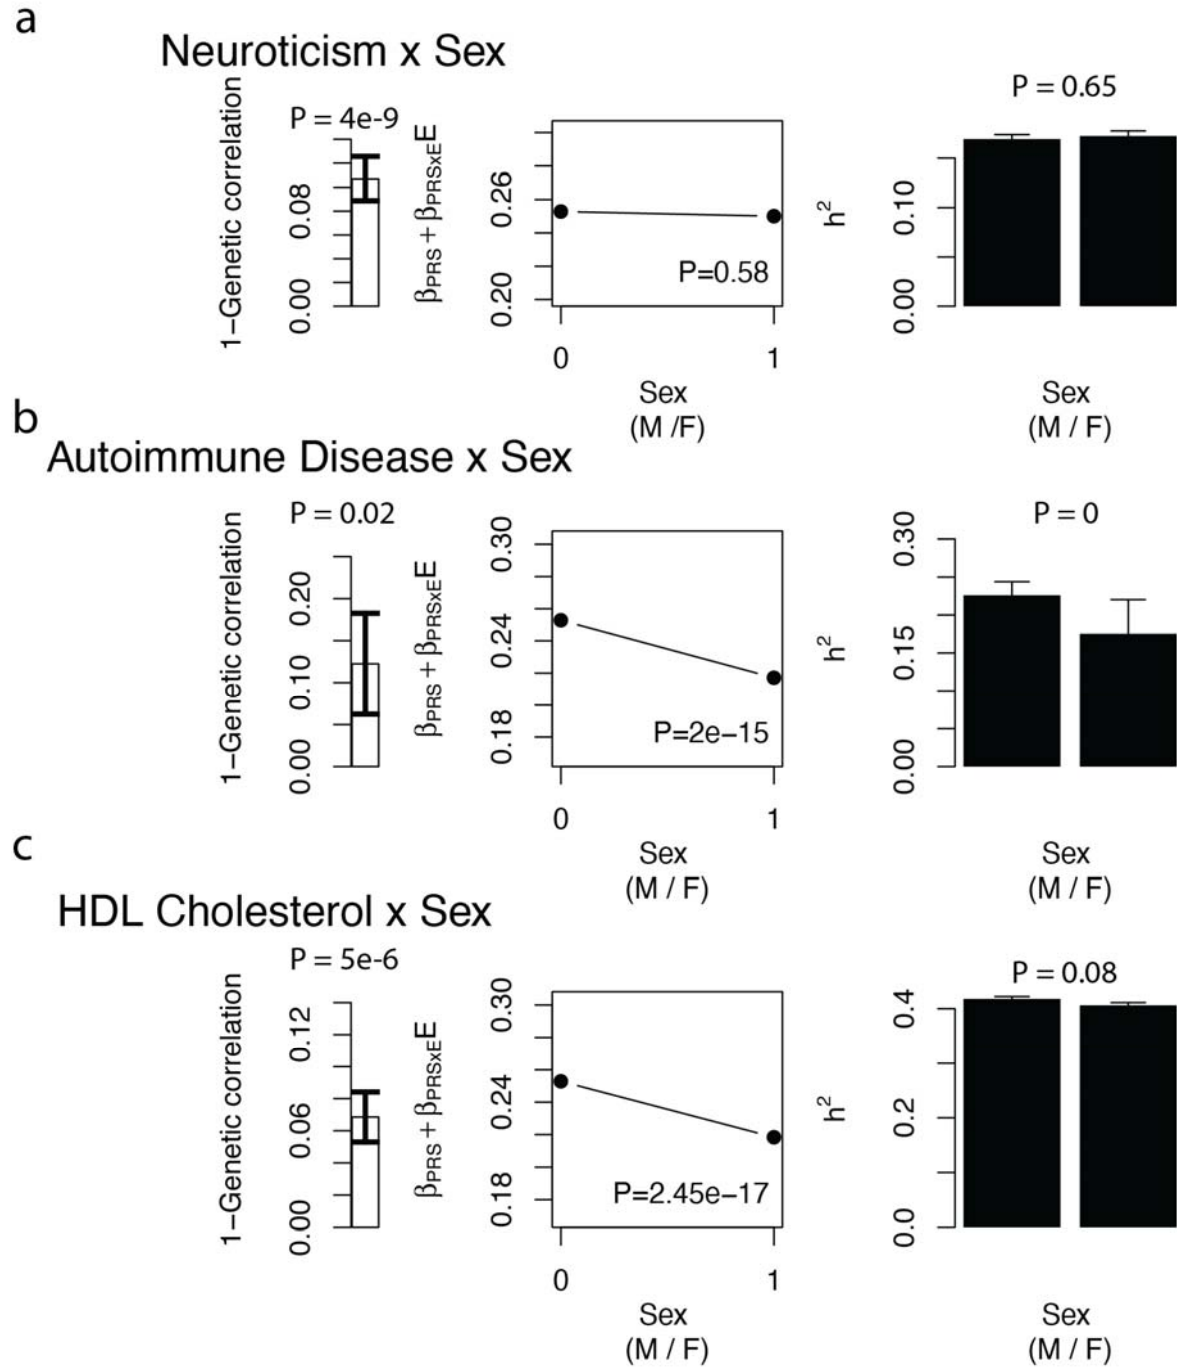 a
Neuroticism x Sex
1−Genetic correlation
P = 4e-9
0.00
0.08
βPRS + βPRSxEE
0.20
0.26
P=0.58
0
1
Sex
(M /F)
P = 0.65
h2
0.00
0.10
Sex
(M / F)
b
Autoimmune Disease x Sex
1−Genetic correlation
P = 0.02
0.00
0.10
0.20
βPRS + βPRSxEE
0.18
0.24
0.30
P=2e−15
0
1
Sex
(M / F)
P = 0
h2
0.00
0.15
0.30
Sex
(M / F)
c
HDL Cholesterol x Sex
1−Genetic correlation
P = 5e-6
0.00
0.06
0.12
βPRS + βPRSxEE
0.18
0.24
0.30
P=2.45e−17
0
1
Sex
(M / F)
P = 0.08
h2
0.0
0.2
0.4
Sex
(M / F)